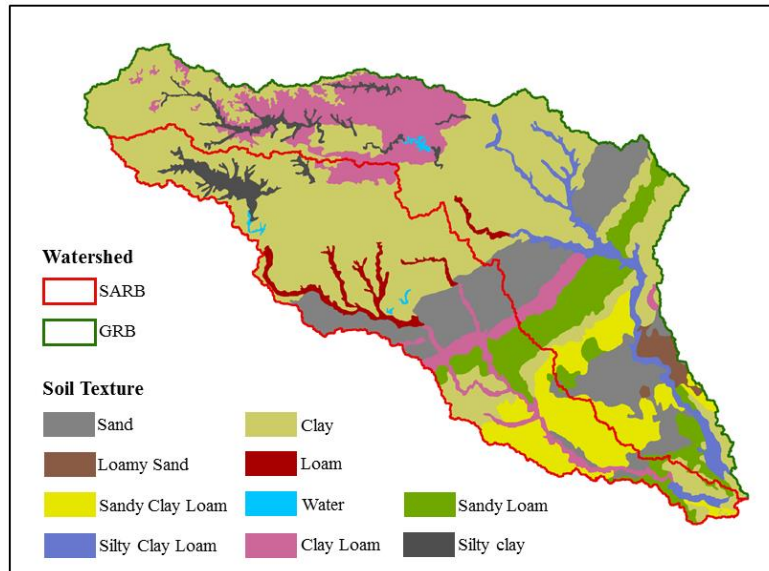 Watershed
SARB
GRB
Soil Texture
Sand
Clay
Loamy Sand
Loam
Sandy Clay Loam
Water
Sandy Loam
Silty Clay Loam
Clay Loam
Silty clay